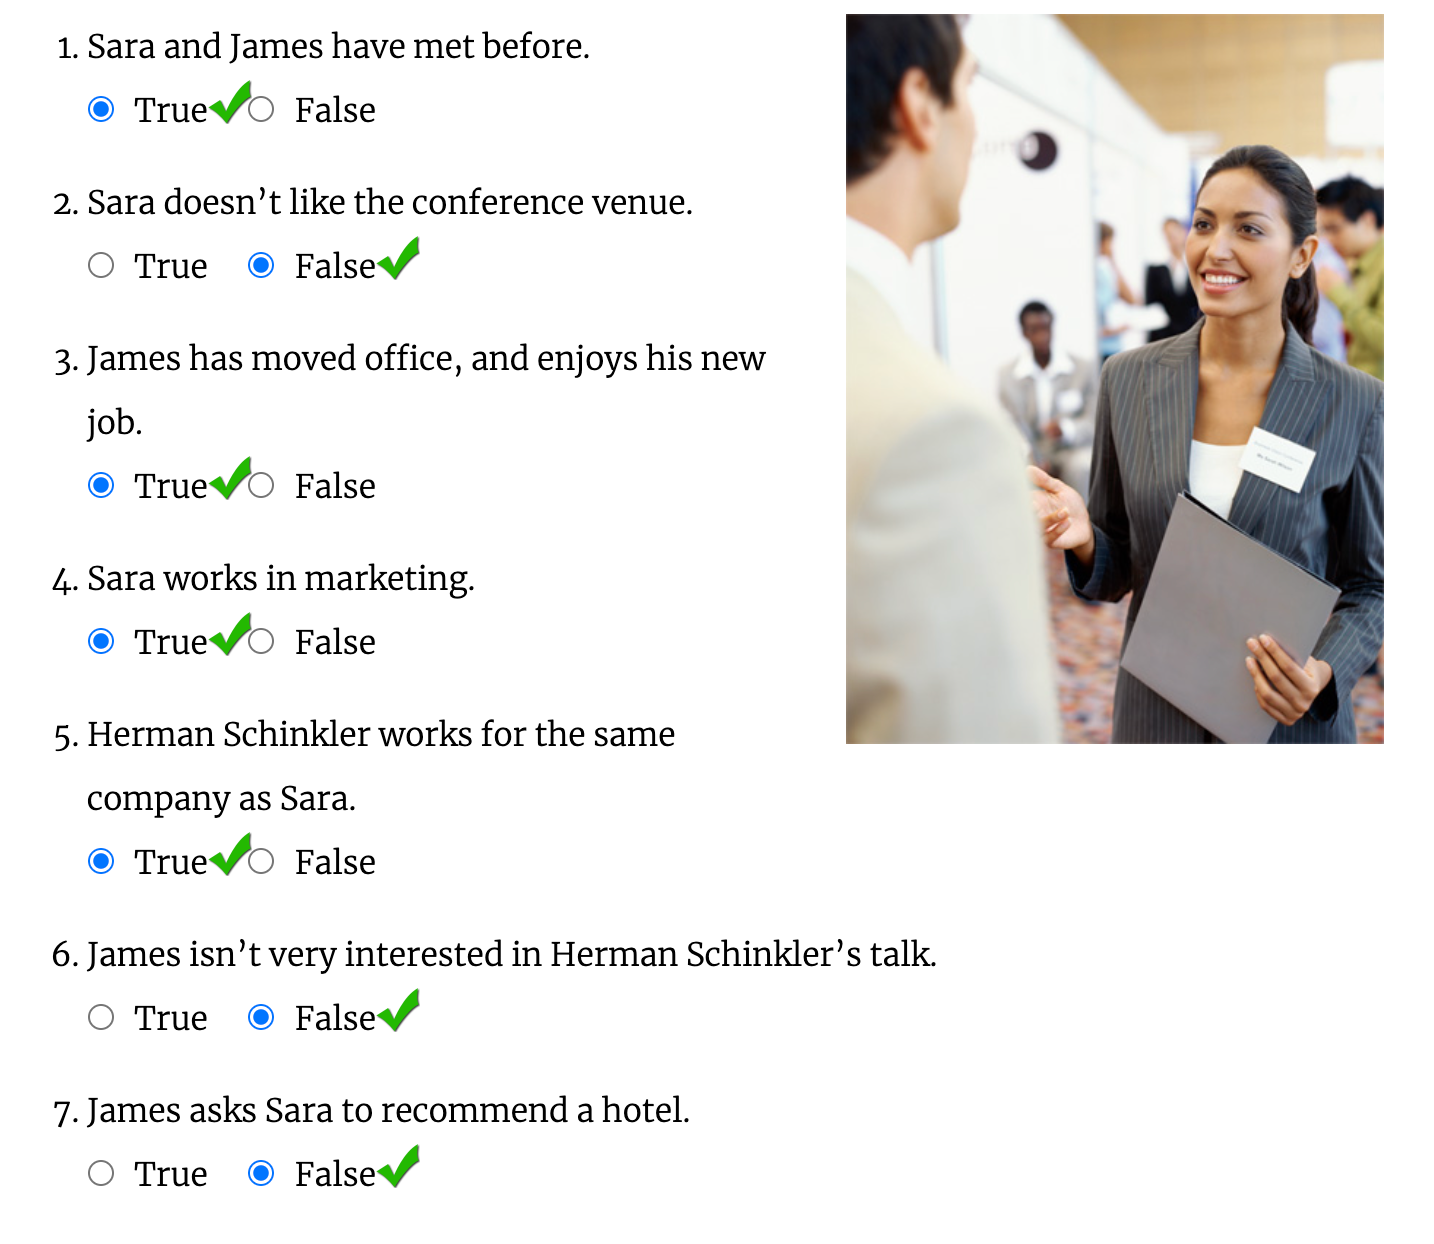 1. Sara and James have met before.
True False
2. Sara doesn’t like the conference venue.
True False
3. James has moved office, and enjoys his new
job.
True False
4. Sara works in marketing.
True False
5. Herman Schinkler works for the same
company as Sara.
True False
6. James isn’t very interested in Herman Schinkler’s talk.
True False
7. James asks Sara to recommend a hotel.
True False